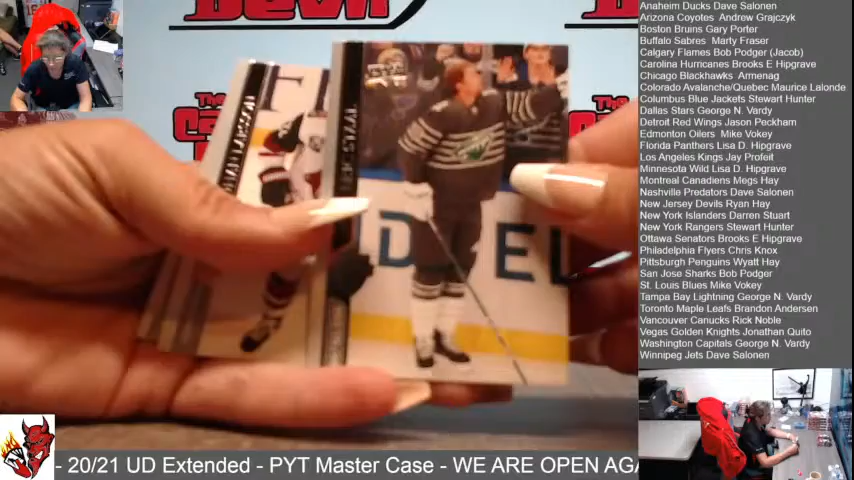 Anaheim Ducks Dave Salonen
Arizona Coyotes Andrew Grajczyk
Boston Bruins Gary Porter
Buffalo Sabres Marty Fraser
Calgary Flames Bob Podger (Jacob)
Carolina Hurricanes Brooks E Hipgrave
Chicago Blackhawks Armenag
Colorado Avalanche/Quebec Maurice Lalonde
Columbus Blue Jackets Stewart Hunter
Dallas Stars George N. Vardy
Detroit Red Wings Jason Peckham
Edmonton Oilers Mike Vokey
Florida Panthers Lisa D. Hipgrave
Los Angeles Kings Jay Profeit
Minnesota Wild Lisa D. Hipgrave
Montreal Canadiens Megs Hay
Nashville Predators Dave Salonen
New Jersey Devils Ryan Hay
New York Islanders Darren Stuart
New York Rangers Stewart Hunter
Ottawa Senators Brooks E Hipgrave
Philadelphia Flyers Chris Knox
Pittsburgh Penguins Wyatt Hay
San Jose Sharks Bob Podger
St. Louis Blues Mike Vokey
Tampa Bay Lightning George N. Vardy
Toronto Maple Leafs Brandon Andersen
Vancouver Canucks Rick Noble
Vegas Golden Knights Jonathan Quito
Washington Capitals George N. Vardy
Winnipeg Jets Dave Salonen
The
STAAL
EL
- 20/21 UD Extended - PYT Master Case - WE ARE OPEN AGA